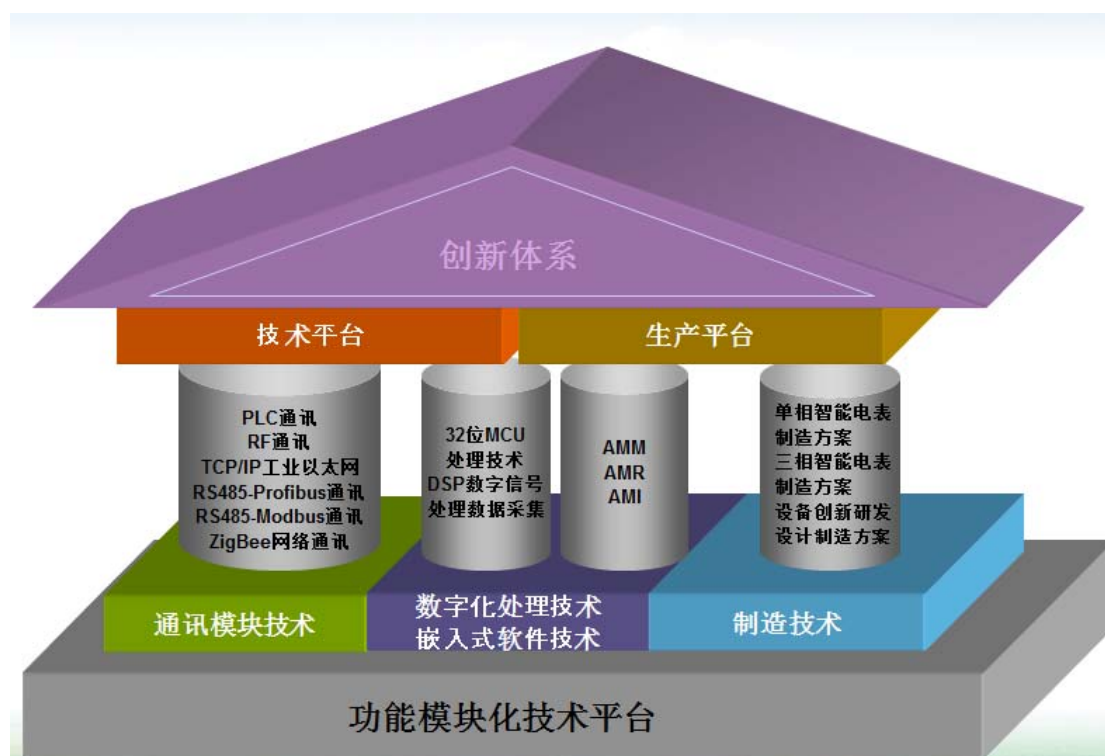 创新体系
技术平台
生产平台
PLC通讯
RF通讯
TCP/IP工业以太网
RS485-Profibus通讯
RS485-Modbus通讯
ZigBee网络通讯
32位MCU
处理技术
DSP数字信号
处理数据采集
AMM
AMR
AMI
单相智能电表
制造方案
三相智能电表
制造方案
设备创新研发
设计制造方案
通讯模块技术
数字化处理技术
嵌入式软件技术
制造技术
功能模块化技术平台